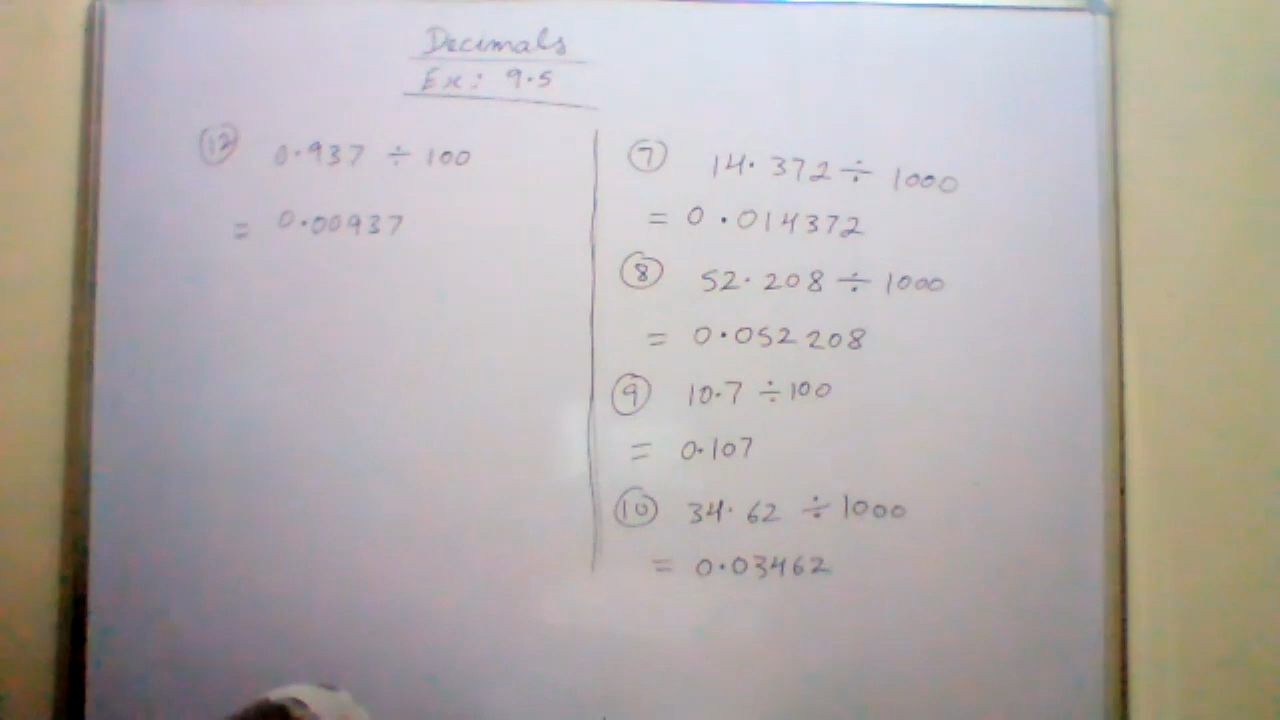 Decimals
Ex: 9.5
⑫ 0.937 ÷ 100
= 0.00937
⑦ 14.372 ÷ 1000
= 0.014372
⑧ 52.208 ÷ 1000
= 0.052208
⑨ 10.7 ÷ 100
= 0.107
⑩ 34.62 ÷ 1000
= 0.03462